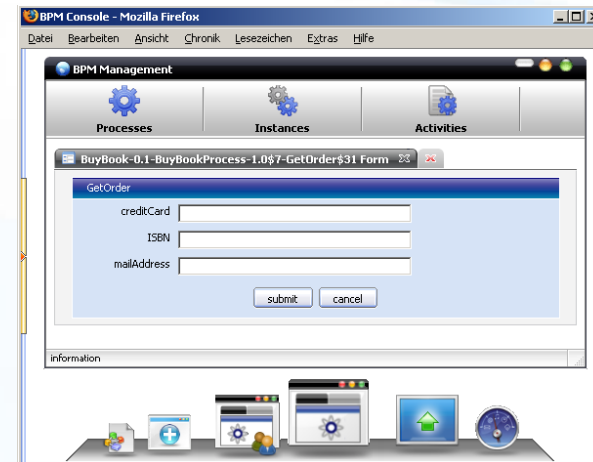 BPM Console - Mozilla Firefox
Datei Bearbeiten Ansicht Chronik Lesezeichen Extras Hilfe
BPM Management
Processes Instances Activities
BuyBook-0.1-BuyBookProcess-1.0$7-GetOrder$31 Form
GetOrder
creditCard
ISBN
mailAddress
submit cancel
information